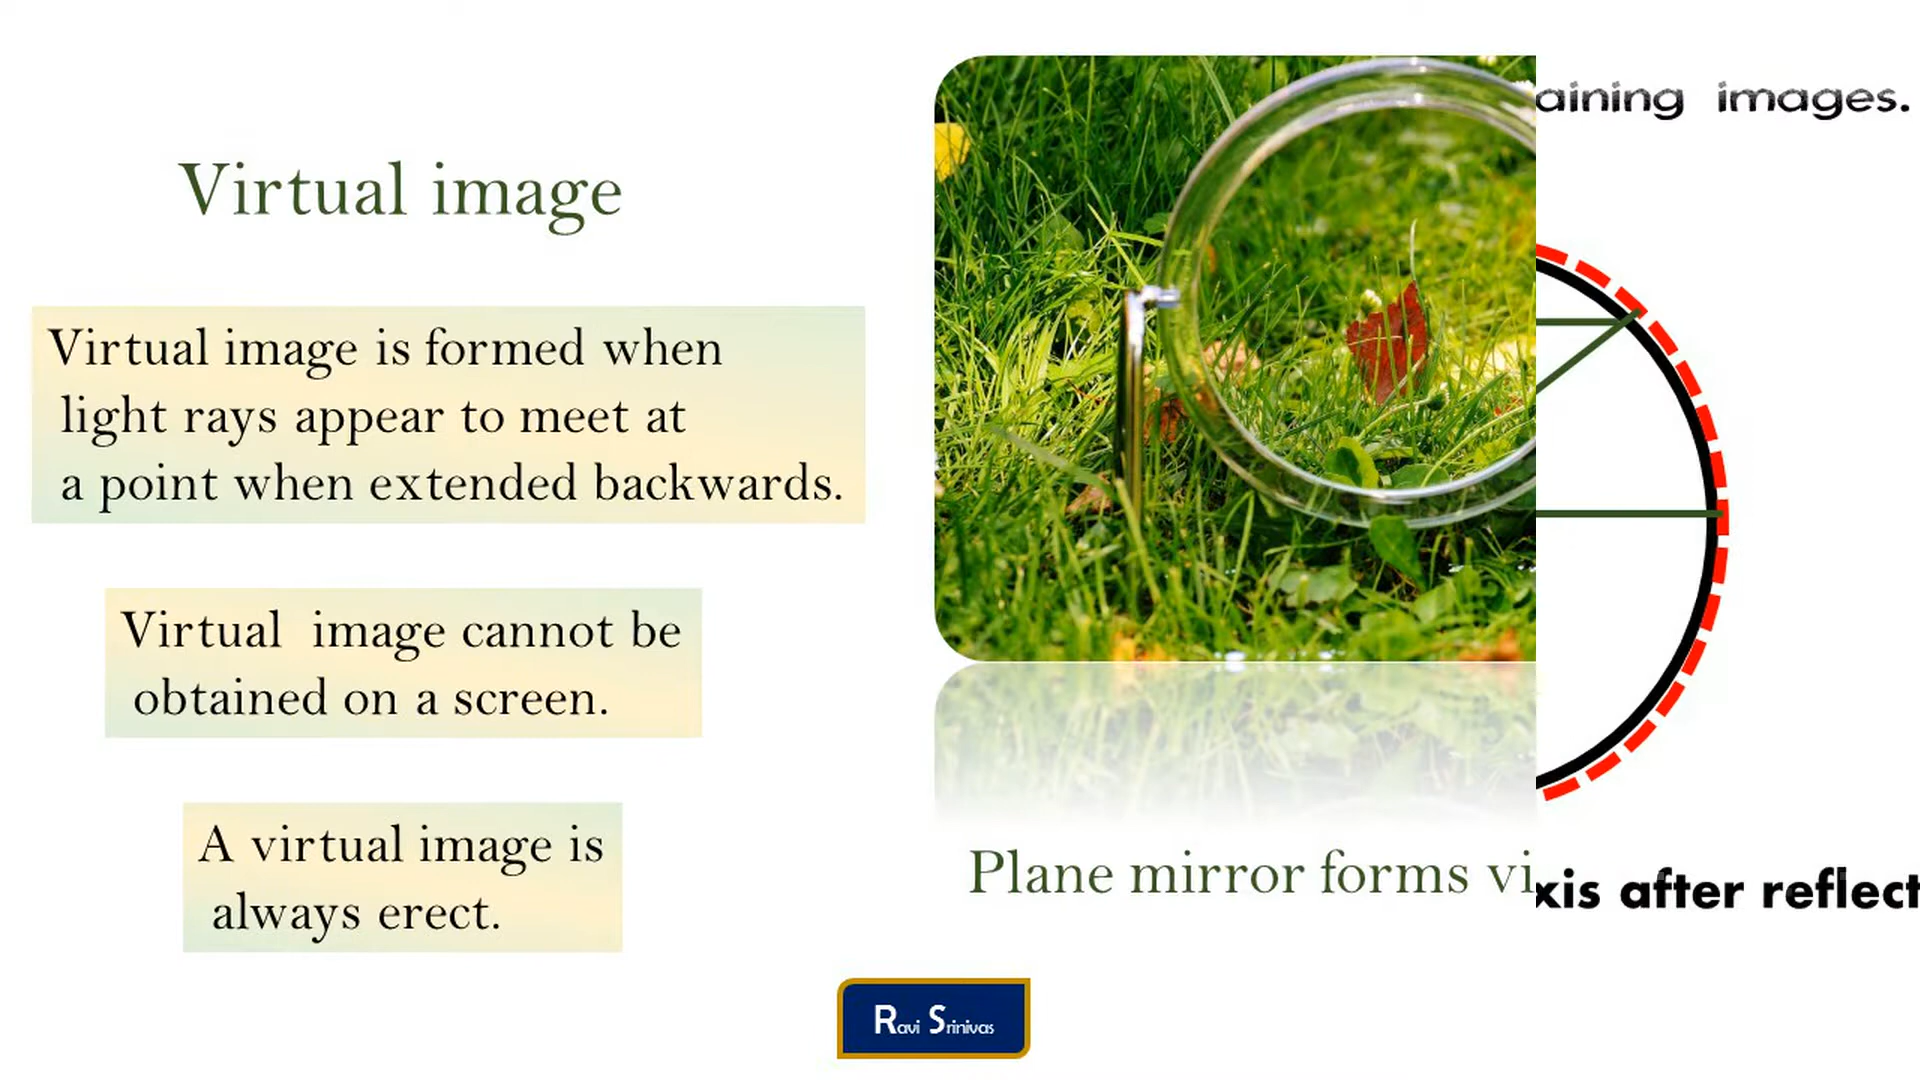 aining images.
Virtual image
Virtual image is formed when
light rays appear to meet at
a point when extended backwards.
Virtual image cannot be
obtained on a screen.
A virtual image is
always erect.
Plane mirror forms vi
xis after reflect
Ravi Srinivas